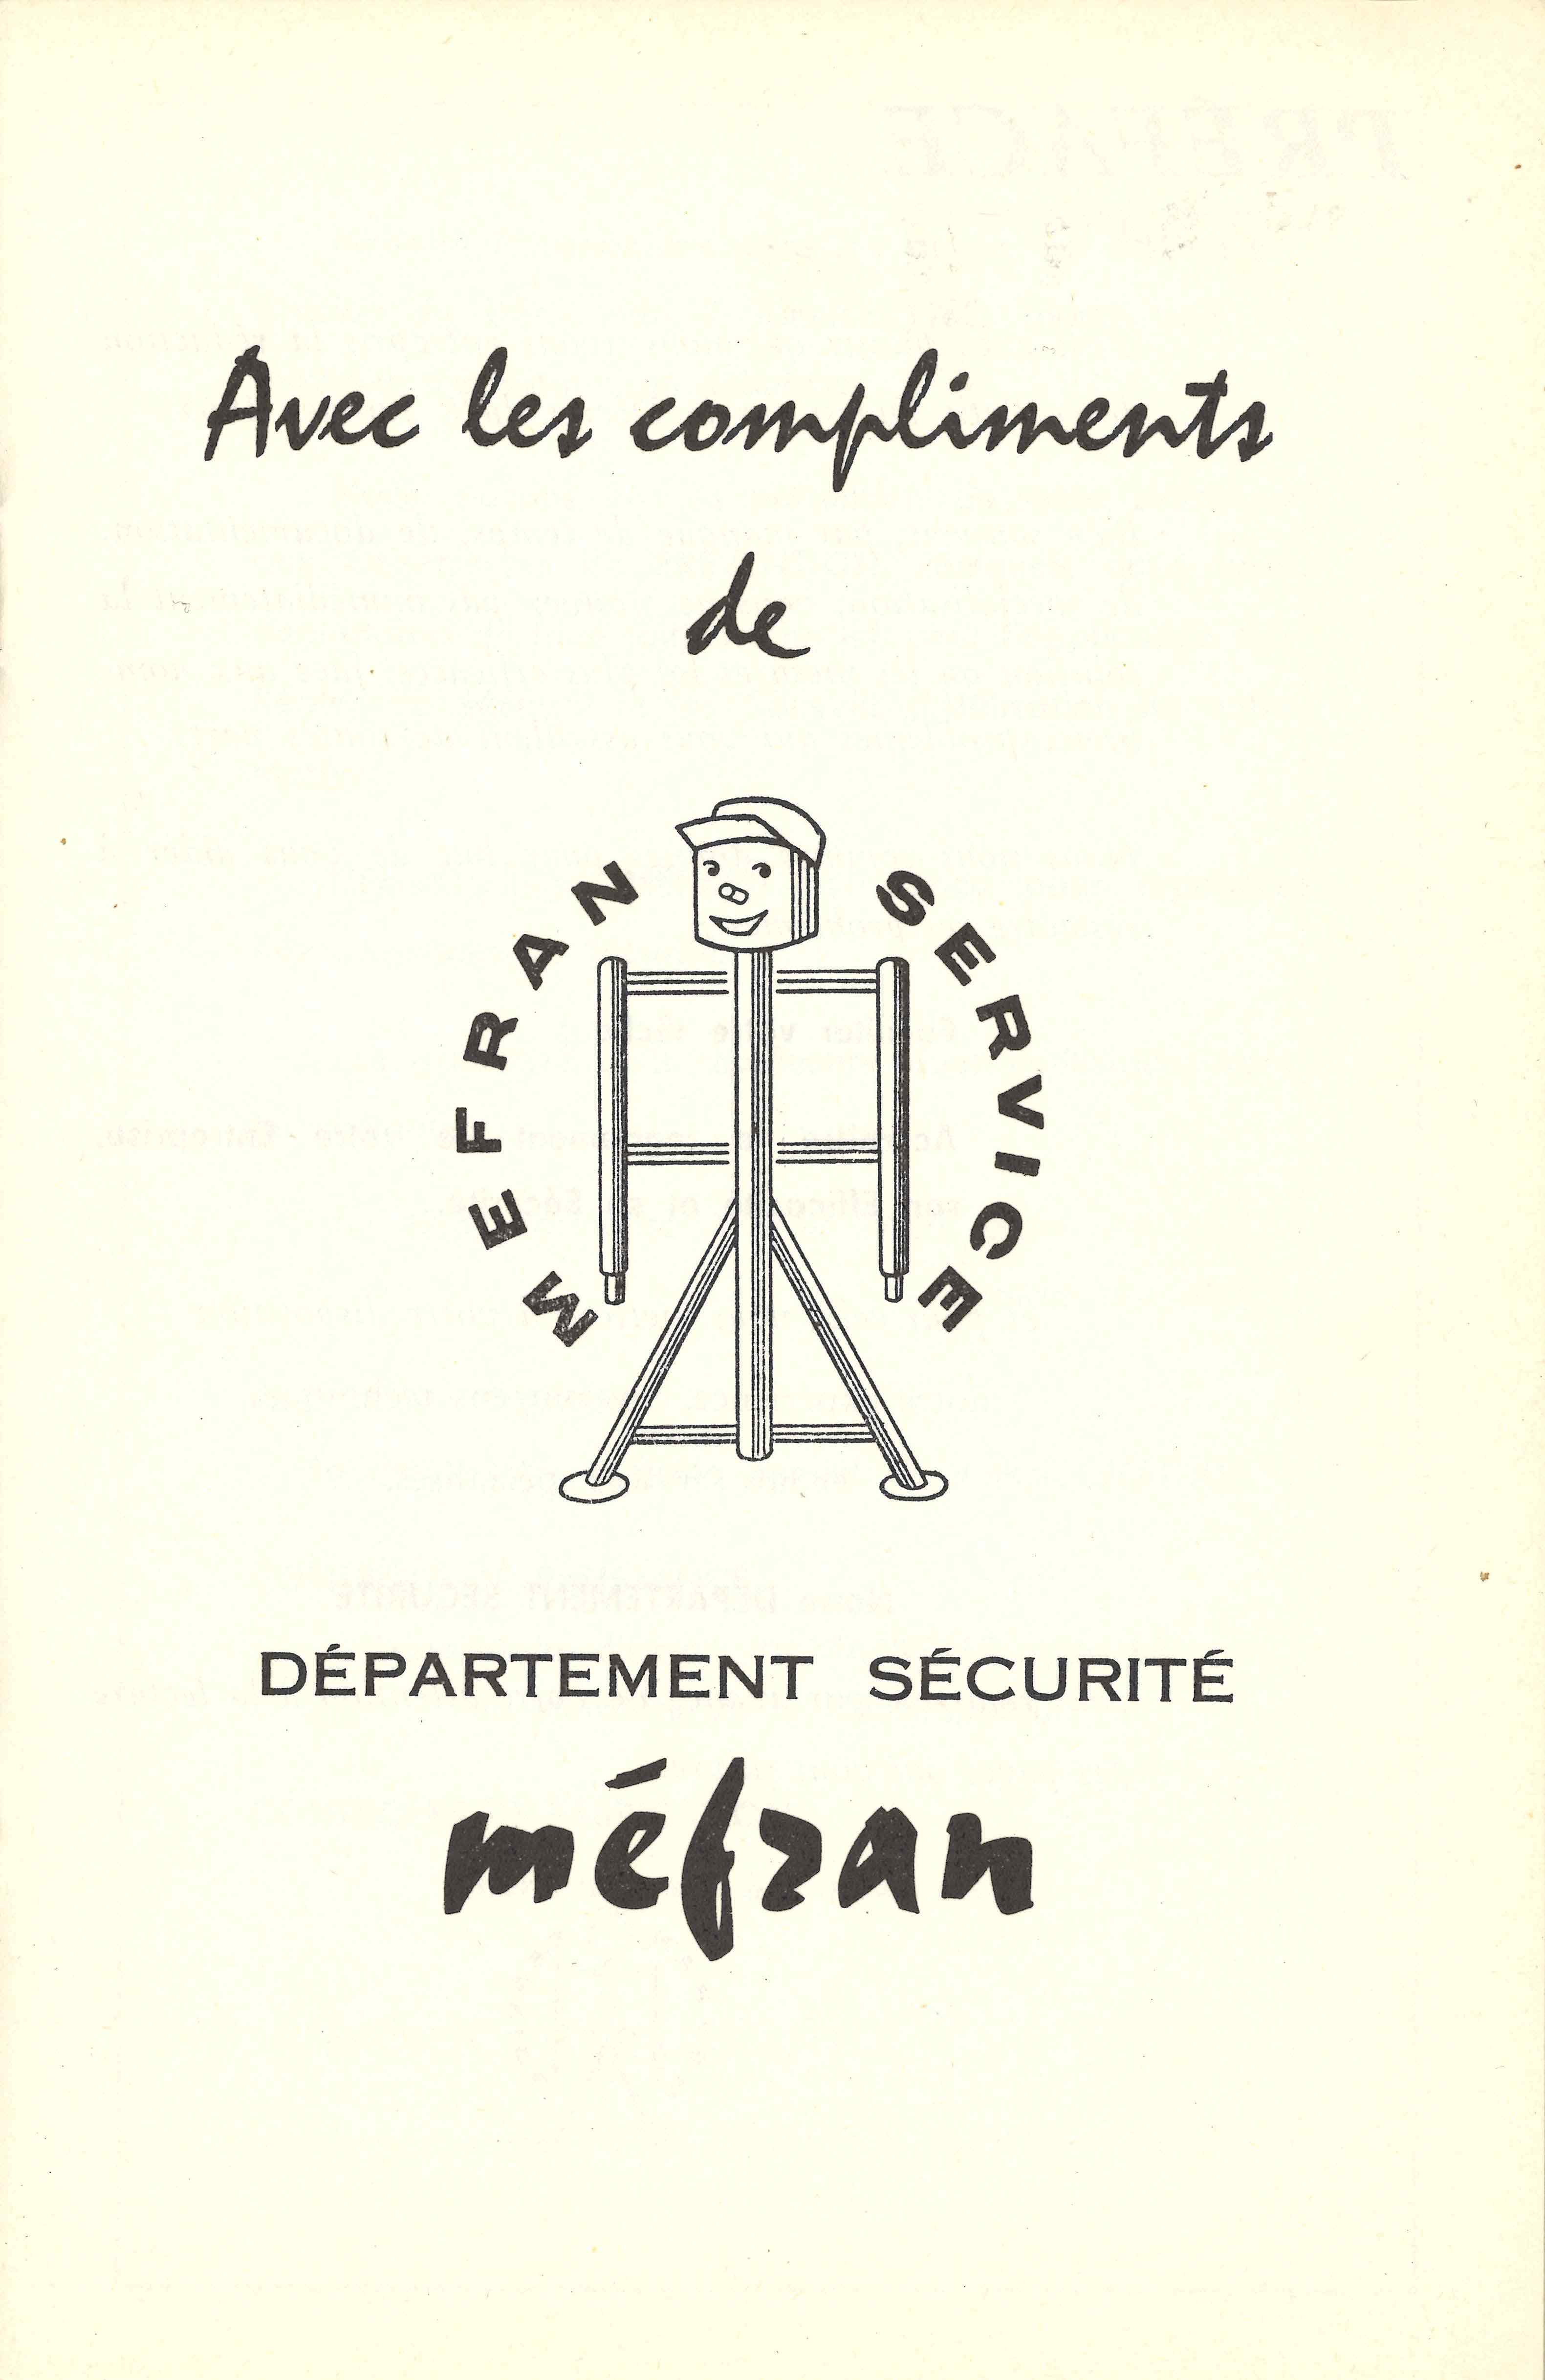 Avec les compliments
de
MEFRAN SERVICE
DÉPARTEMENT SÉCURITÉ
méfran